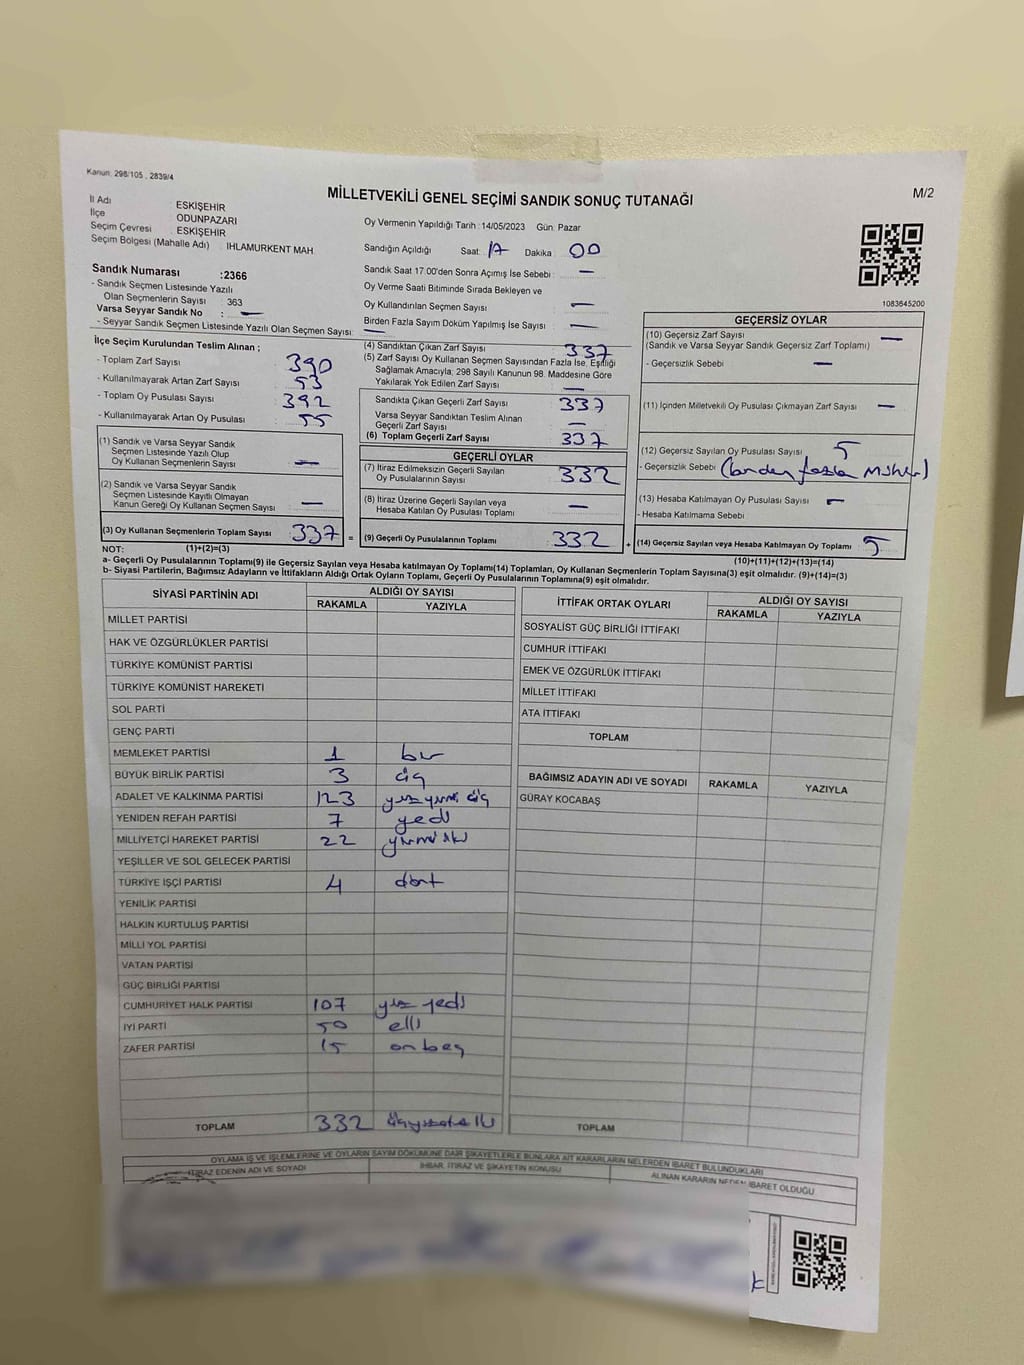 Kanun: 298/105 , 2839/4
MİLLETVEKİLİ GENEL SEÇİMİ SANDIK SONUÇ TUTANAĞI
M/2
İl Adı : ESKİŞEHİR
İlçe ODUNPAZARI
Seçim Çevresi : ESKİŞEHİR
Seçim Bölgesi (Mahalle Adı) IHLAMURKENT MAH
Oy Vermenin Yapıldığı Tarih : 14/05/2023 Gün: Pazar
Sandığın Açıldığı Saat: 17 Dakika: 00
Sandık Saat 17.00'den Sonra Açımış İse Sebebi : —
Oy Verme Saati Bitiminde Sırada Bekleyen ve
Oy Kullandırılan Seçmen Sayısı : —
Birden Fazla Sayım Döküm Yapılmış İse Sayısı : —
1083645200
Sandık Numarası :2366
- Sandık Seçmen Listesinde Yazılı
Olan Seçmenlerin Sayısı : 363
Varsa Seyyar Sandık No : —
- Seyyar Sandık Seçmen Listesinde Yazılı Olan Seçmen Sayısı: —
İlçe Seçim Kurulundan Teslim Alınan ;
- Toplam Zarf Sayısı : 390
- Kullanılmayarak Artan Zarf Sayısı : 53
- Toplam Oy Pusulası Sayısı : 392
- Kullanılmayarak Artan Oy Pusulası : 55
(1) Sandık ve Varsa Seyyar Sandık
Seçmen Listesinde Yazılı Olup
Oy Kullanan Seçmenlerin Sayısı : —
(2) Sandık ve Varsa Seyyar Sandık
Seçmen Listesinde Kayıtlı Olmayan
Kanun Gereği Oy Kullanan Seçmen Sayısı : —
(3) Oy Kullanan Seçmenlerin Toplam Sayısı : 337 =
(4) Sandıktan Çıkan Zarf Sayısı : 337
(5) Zarf Sayısı Oy Kullanan Seçmen Sayısından Fazla İse, Eşitliği
Sağlamak Amacıyla; 298 Sayılı Kanunun 98. Maddesine Göre
Yakılarak Yok Edilen Zarf Sayısı : —
Sandıkta Çıkan Geçerli Zarf Sayısı : 337
Varsa Seyyar Sandıktan Teslim Alınan
Geçerli Zarf Sayısı : —
(6) Toplam Geçerli Zarf Sayısı : 337
GEÇERLİ OYLAR
(7) İtiraz Edilmeksizin Geçerli Sayılan
Oy Pusulalarının Sayısı : 332
(8) İtiraz Üzerine Geçerli Sayılan veya
Hesaba Katılan Oy Pusulası Toplamı : —
(9) Geçerli Oy Pusulalarının Toplamı : 332 +
GEÇERSİZ OYLAR
(10) Geçersiz Zarf Sayısı : —
(Sandık ve Varsa Seyyar Sandık Geçersiz Zarf Toplamı)
- Geçersizlik Sebebi : —
(11) İçinden Milletvekili Oy Pusulası Çıkmayan Zarf Sayısı : —
(12) Geçersiz Sayılan Oy Pusulası Sayısı : 5
- Geçersizlik Sebebi : (birden fazla mühür)
(13) Hesaba Katılmayan Oy Pusulası Sayısı : —
- Hesaba Katılmama Sebebi
(14) Geçersiz Sayılan veya Hesaba Katılmayan Oy Toplamı : 5
NOT: (1)+(2)=(3)
(10)+(11)+(12)+(13)=(14)
a- Geçerli Oy Pusulalarının Toplamı(9) ile Geçersiz Sayılan veya Hesaba katılmayan Oy Toplamı(14) Toplamları, Oy Kullanan Seçmenlerin Toplam Sayısına(3) eşit olmalıdır. (9)+(14)=(3)
b- Siyasi Partilerin, Bağımsız Adayların ve İttifakların Aldığı Ortak Oyların Toplamı, Geçerli Oy Pusulalarının Toplamına(9) eşit olmalıdır.
SİYASİ PARTİNİN ADI ALDIĞI OY SAYISI
RAKAMLA YAZIYLA
MİLLET PARTİSİ
HAK VE ÖZGÜRLÜKLER PARTİSİ
TÜRKİYE KOMÜNİST PARTİSİ
TÜRKİYE KOMÜNİST HAREKETİ
SOL PARTİ
GENÇ PARTİ
MEMLEKET PARTİSİ 1 bir
BÜYÜK BİRLİK PARTİSİ 3 üç
ADALET VE KALKINMA PARTİSİ 123 yüz yirmi üç
YENİDEN REFAH PARTİSİ 7 yedi
MİLLİYETÇİ HAREKET PARTİSİ 22 yirmi iki
YEŞİLLER VE SOL GELECEK PARTİSİ
TÜRKİYE İŞÇİ PARTİSİ 4 dört
YENİLİK PARTİSİ
HALKIN KURTULUŞ PARTİSİ
MİLLİ YOL PARTİSİ
VATAN PARTİSİ
GÜÇ BİRLİĞİ PARTİSİ
CUMHURİYET HALK PARTİSİ 107 yüz yedi
İYİ PARTİ 50 elli
ZAFER PARTİSİ 15 on beş
TOPLAM 332
İTTİFAK ORTAK OYLARI ALDIĞI OY SAYISI
RAKAMLA YAZIYLA
SOSYALİST GÜÇ BİRLİĞİ İTTİFAKI
CUMHUR İTTİFAKI
EMEK VE ÖZGÜRLÜK İTTİFAKI
MİLLET İTTİFAKI
ATA İTTİFAKI
TOPLAM
BAĞIMSIZ ADAYIN ADI VE SOYADI RAKAMLA YAZIYLA
GÜRAY KOCABAŞ
TOPLAM
OYLAMA İŞ VE İŞLEMLERİNE VE OYLARIN SAYIM DÖKÜMÜNE DAİR ŞİKAYETLERLE BUNLARA AİT KARARLARIN NELERDEN İBARET BULUNDUKLARI
İTİRAZ EDENİN ADI VE SOYADI İHBAR, İTİRAZ VE ŞİKAYETİN KONUSU ALINAN KARARIN NEDEN İBARET OLDUĞU